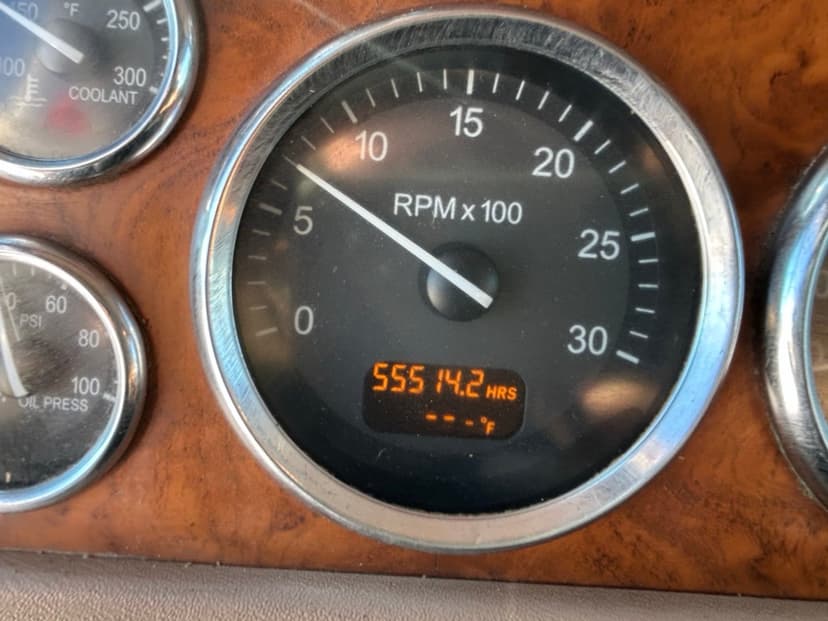 °F
250
300
COOLANT
60
PSI
80
100
OIL PRESS
0
5
10
15
20
25
30
RPM x 100
55514.2 HRS
---°F